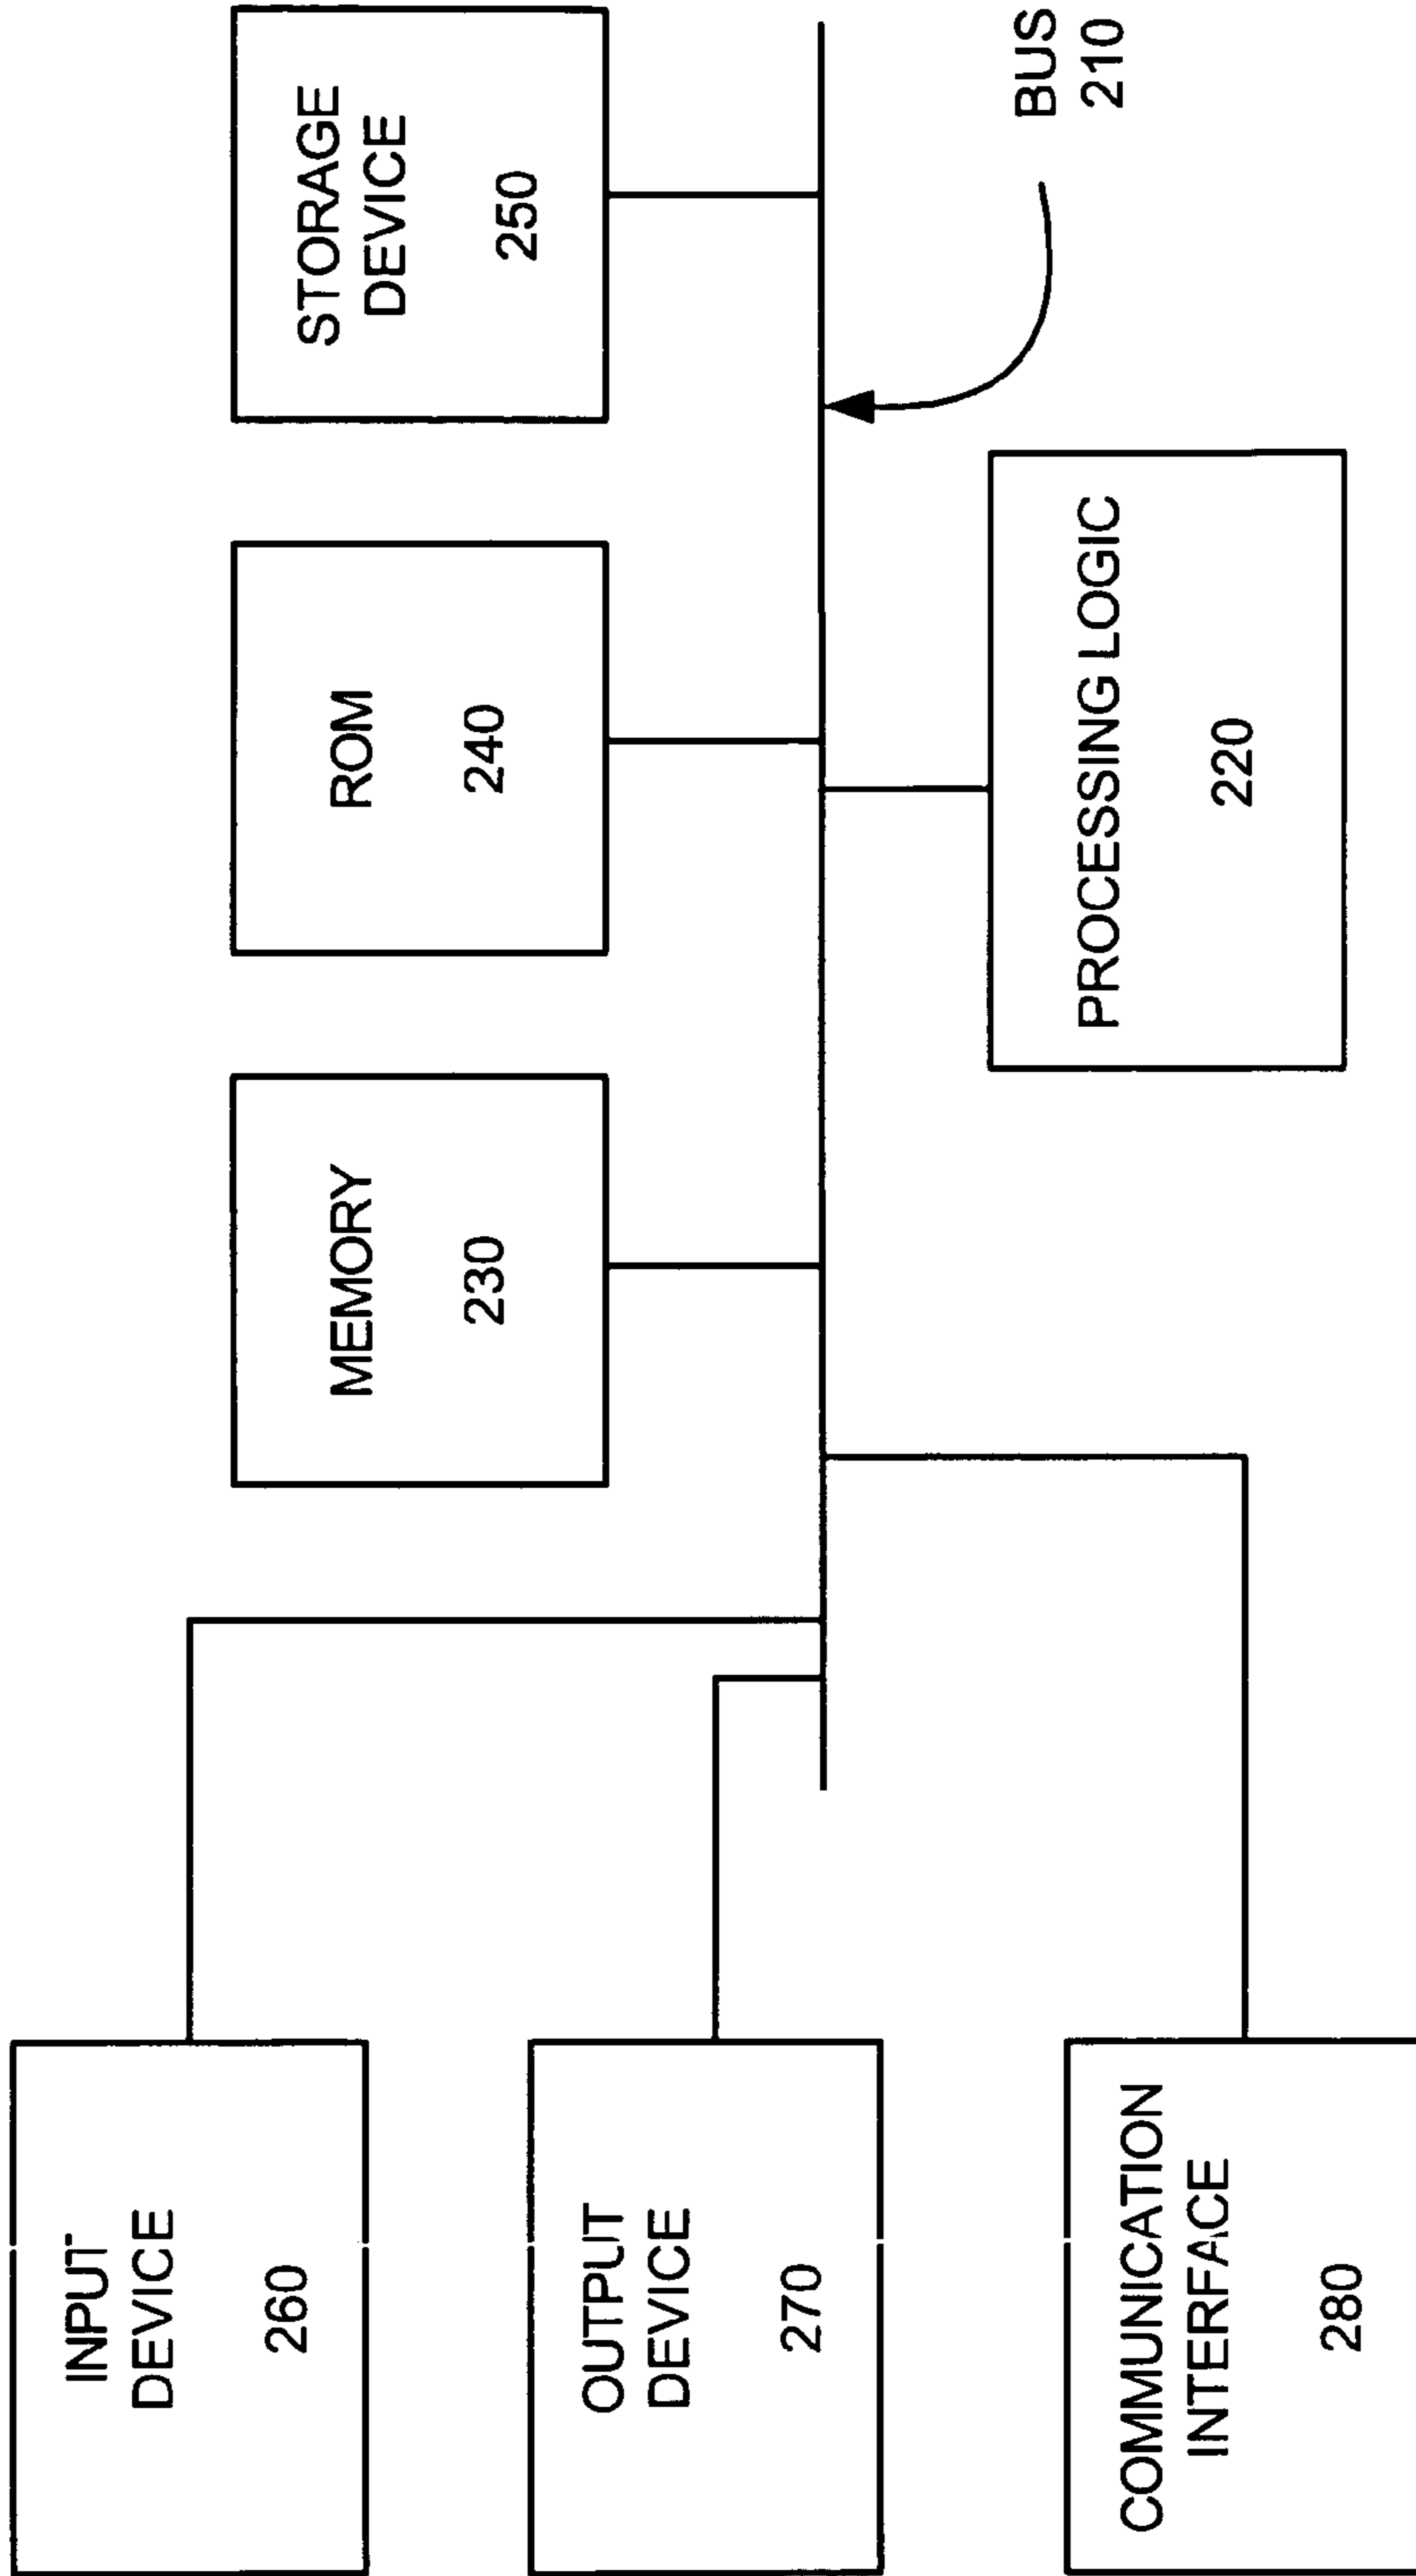 INPUT
DEVICE
260
OUTPUT
DEVICE
270
COMMUNICATION
INTERFACE
280
MEMORY
230
ROM
240
STORAGE
DEVICE
250
PROCESSING LOGIC
220
BUS
210